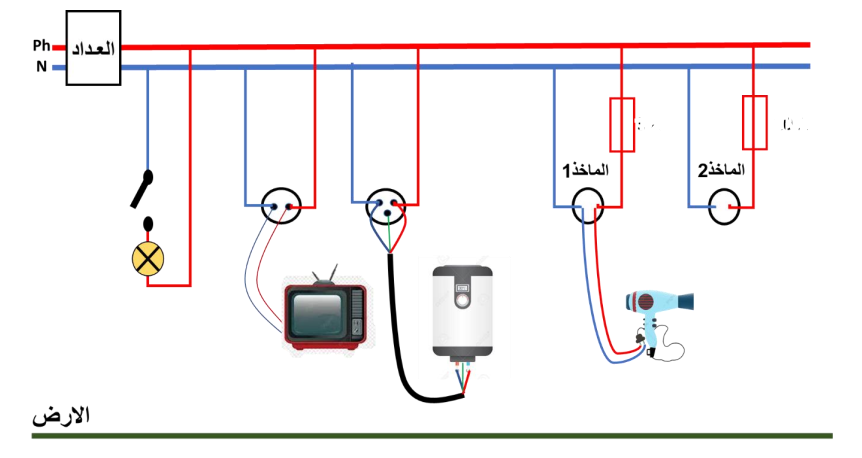 Ph
N
العداد
الماخذ1
الماخذ2
الارض